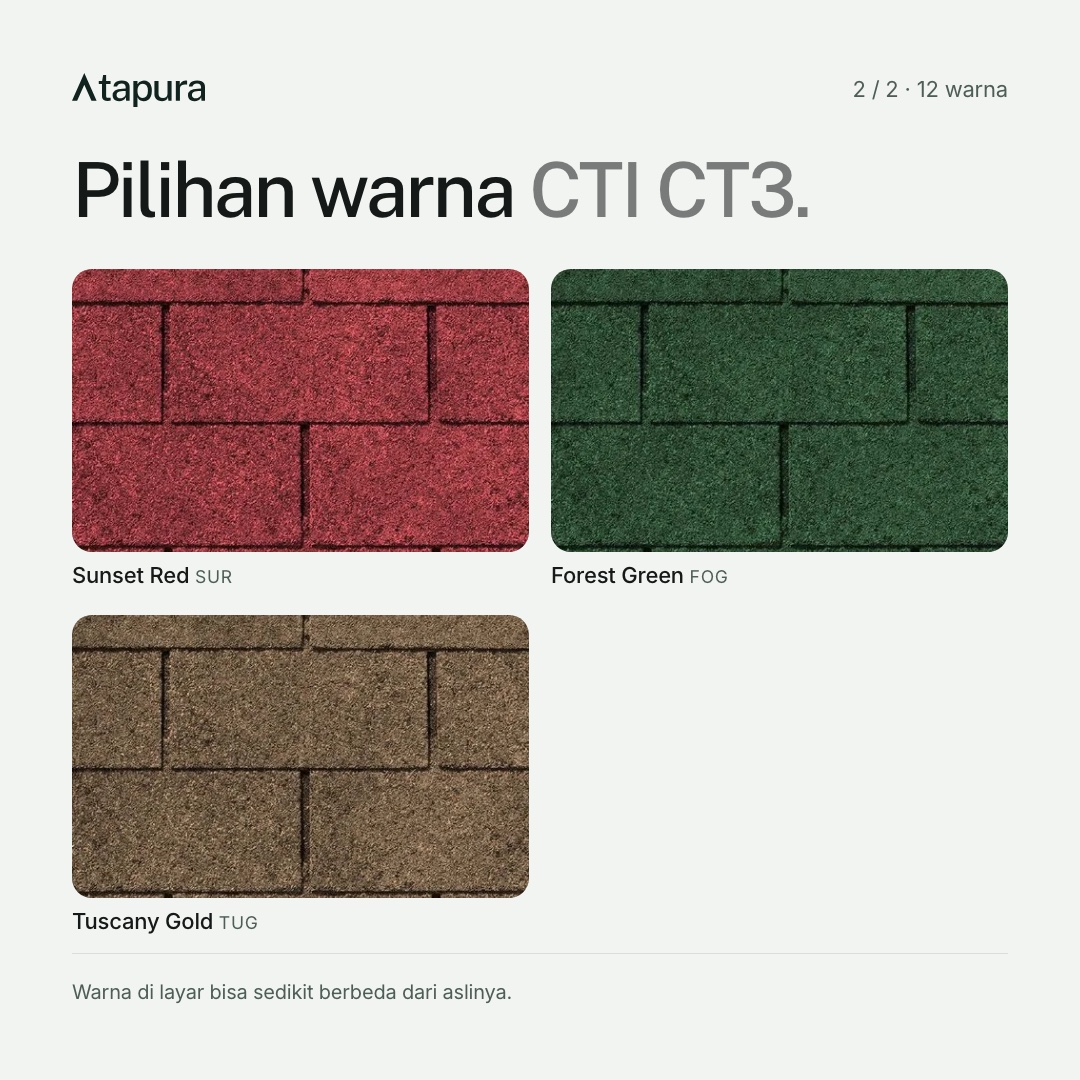 Atapura
2 / 2 · 12 warna
Pilihan warna CTI CT3.
Sunset Red SUR
Forest Green FOG
Tuscany Gold TUG
Warna di layar bisa sedikit berbeda dari aslinya.